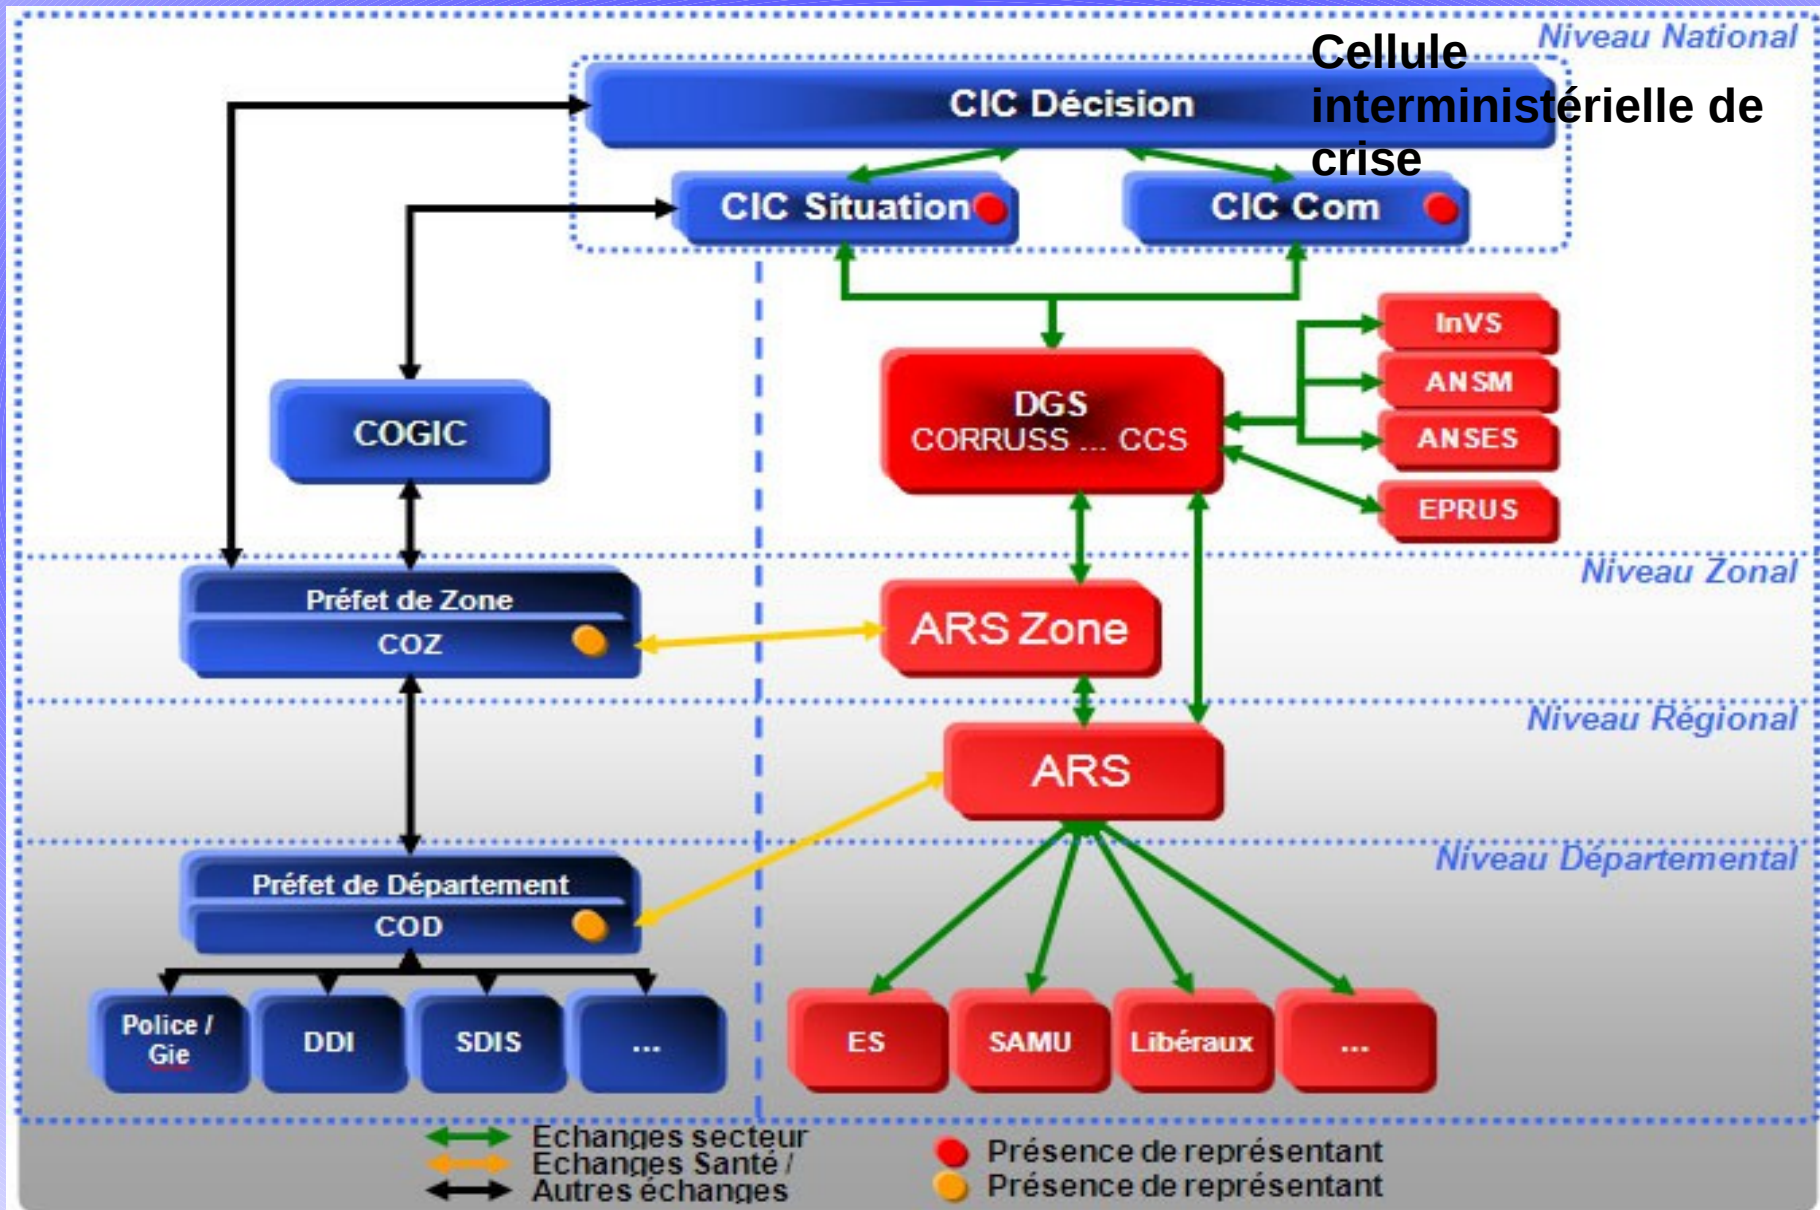 Niveau National
Cellule
interministérielle de
crise
CIC Décision
CIC Situation
CIC Com
InVS
ANSM
ANSES
EPRUS
DGS
CORRUSS ... CCS
COGIC
Niveau Zonal
Préfet de Zone
COZ
ARS Zone
Niveau Régional
ARS
Niveau Départemental
Préfet de Département
COD
Police /
Gie
DDI
SDIS
...
ES
SAMU
Libéraux
...
Echanges secteur
Echanges Santé /
Autres échanges
Présence de représentant
Présence de représentant